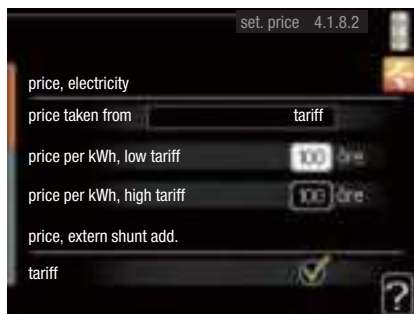 set. price 4.1.8.2
price, electricity
price taken from tariff
price per kWh, low tariff 100 öre
price per kWh, high tariff 100 öre
price, extern shunt add.
tariff
?